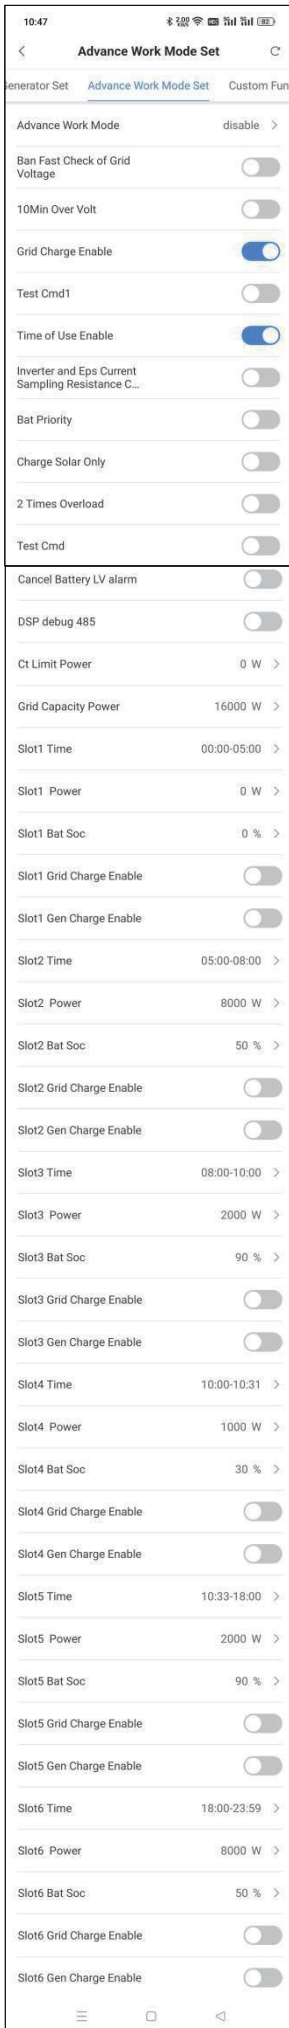 10:47
Advance Work Mode Set
Generator Set Advance Work Mode Set Custom Fun
Advance Work Mode disable
Ban Fast Check of Grid
Voltage
10Min Over Volt
Grid Charge Enable
Test Cmd1
Time of Use Enable
Inverter and Eps Current
Sampling Resistance C...
Bat Priority
Charge Solar Only
2 Times Overload
Test Cmd
Cancel Battery LV alarm
DSP debug 485
Ct Limit Power 0 W
Grid Capacity Power 16000 W
Slot1 Time 00:00-05:00
Slot1 Power 0 W
Slot1 Bat Soc 0 %
Slot1 Grid Charge Enable
Slot1 Gen Charge Enable
Slot2 Time 05:00-08:00
Slot2 Power 8000 W
Slot2 Bat Soc 50 %
Slot2 Grid Charge Enable
Slot2 Gen Charge Enable
Slot3 Time 08:00-10:00
Slot3 Power 2000 W
Slot3 Bat Soc 90 %
Slot3 Grid Charge Enable
Slot3 Gen Charge Enable
Slot4 Time 10:00-10:31
Slot4 Power 1000 W
Slot4 Bat Soc 30 %
Slot4 Grid Charge Enable
Slot4 Gen Charge Enable
Slot5 Time 10:33-18:00
Slot5 Power 2000 W
Slot5 Bat Soc 90 %
Slot5 Grid Charge Enable
Slot5 Gen Charge Enable
Slot6 Time 18:00-23:59
Slot6 Power 8000 W
Slot6 Bat Soc 50 %
Slot6 Grid Charge Enable
Slot6 Gen Charge Enable